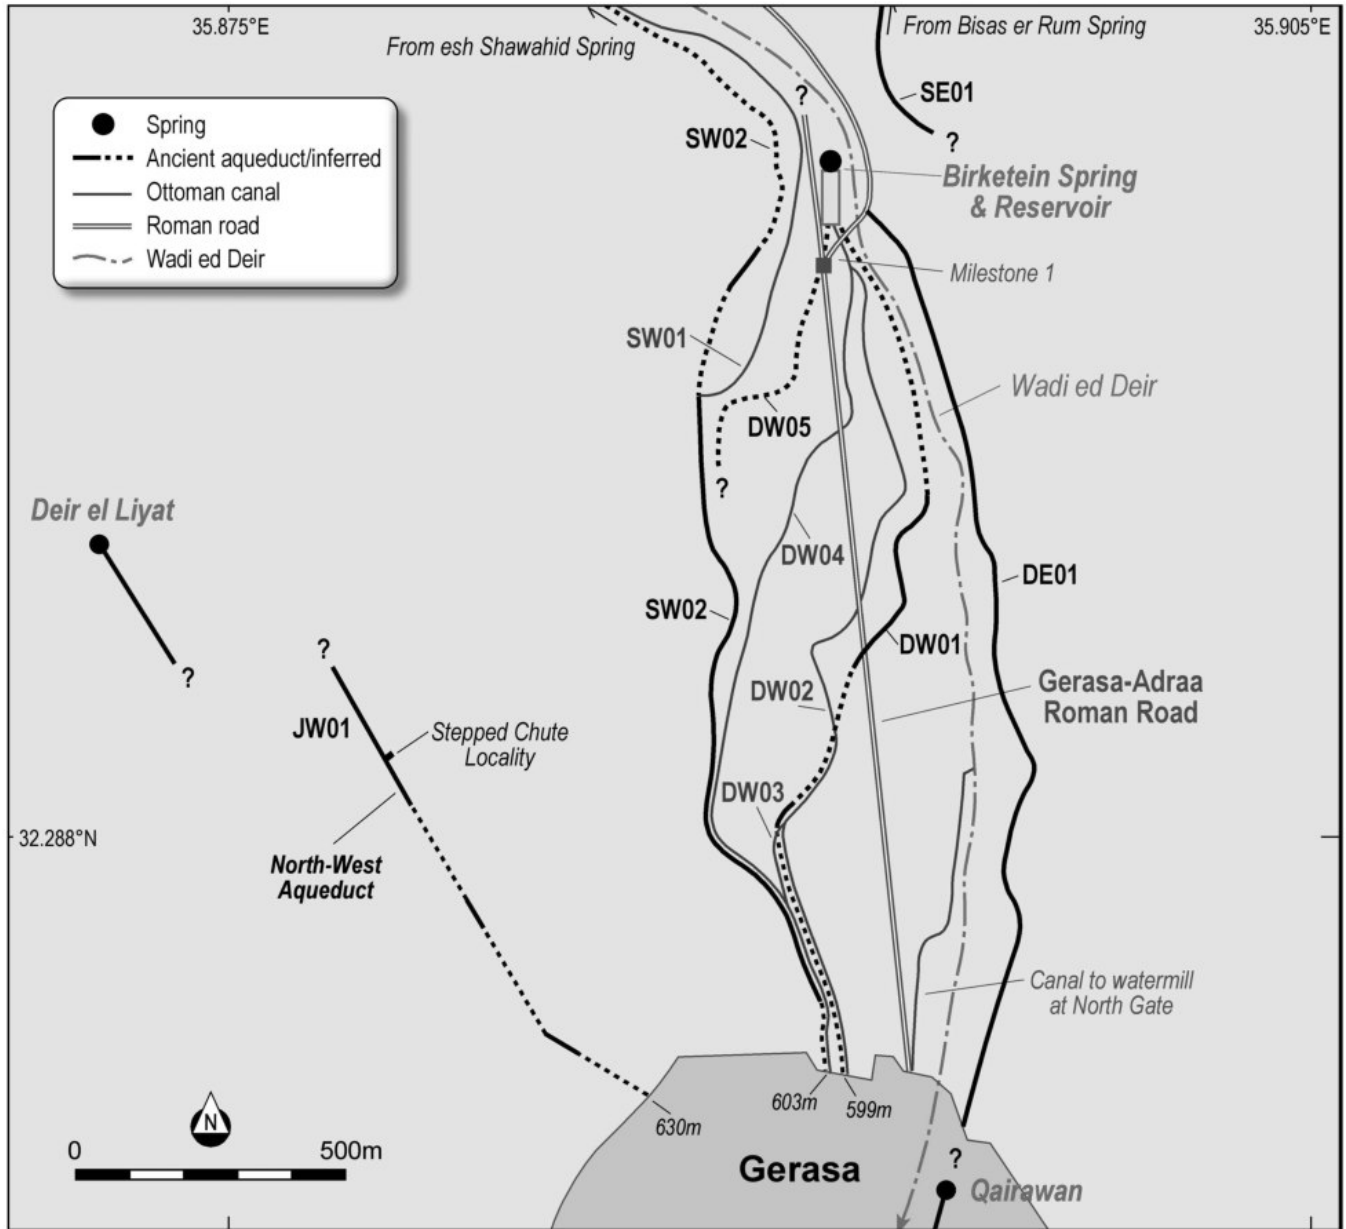 35.875°E
From esh Shawahid Spring
From Bisas er Rum Spring
35.905°E
Spring
Ancient aqueduct/inferred
Ottoman canal
Roman road
Wadi ed Deir
SE01
?
?
SW02
Birketein Spring
& Reservoir
Milestone 1
SW01
Wadi ed Deir
DW05
?
Deir el Liyat
DW04
DE01
SW02
DW01
?
?
Gerasa-Adraa
Roman Road
DW02
JW01
Stepped Chute
Locality
DW03
32.288°N
North-West
Aqueduct
Canal to watermill
at North Gate
603m
599m
630m
N
0
500m
Gerasa
?
Qairawan